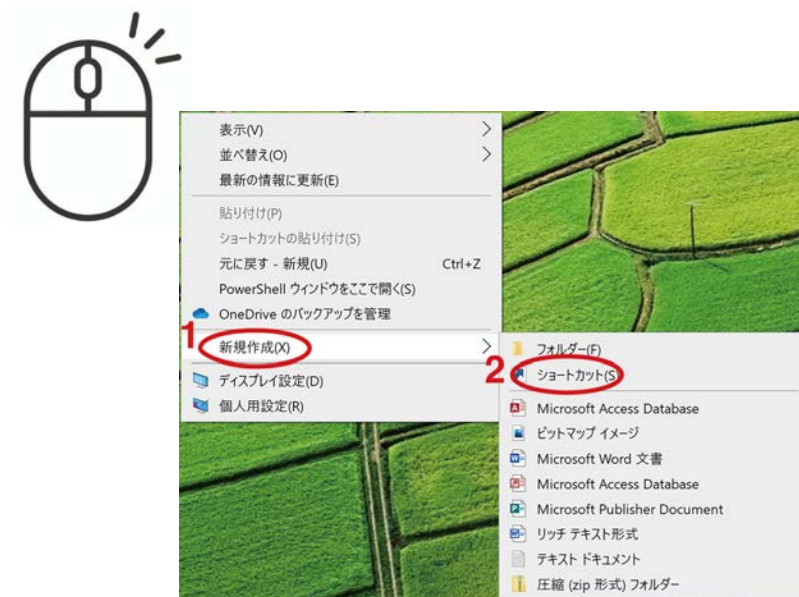 表示(V)
並べ替え(O)
最新の情報に更新(E)
貼り付け(P)
ショートカットの貼り付け(S)
元に戻す - 新規(U) Ctrl+Z
PowerShell ウィンドウをここで開く(S)
OneDrive のバックアップを管理
1 新規作成(X)
ディスプレイ設定(D)
個人用設定(R)
フォルダー(F)
2 ショートカット(S)
Microsoft Access Database
ビットマップ イメージ
Microsoft Word 文書
Microsoft Access Database
Microsoft Publisher Document
リッチ テキスト形式
テキスト ドキュメント
圧縮 (zip 形式) フォルダー